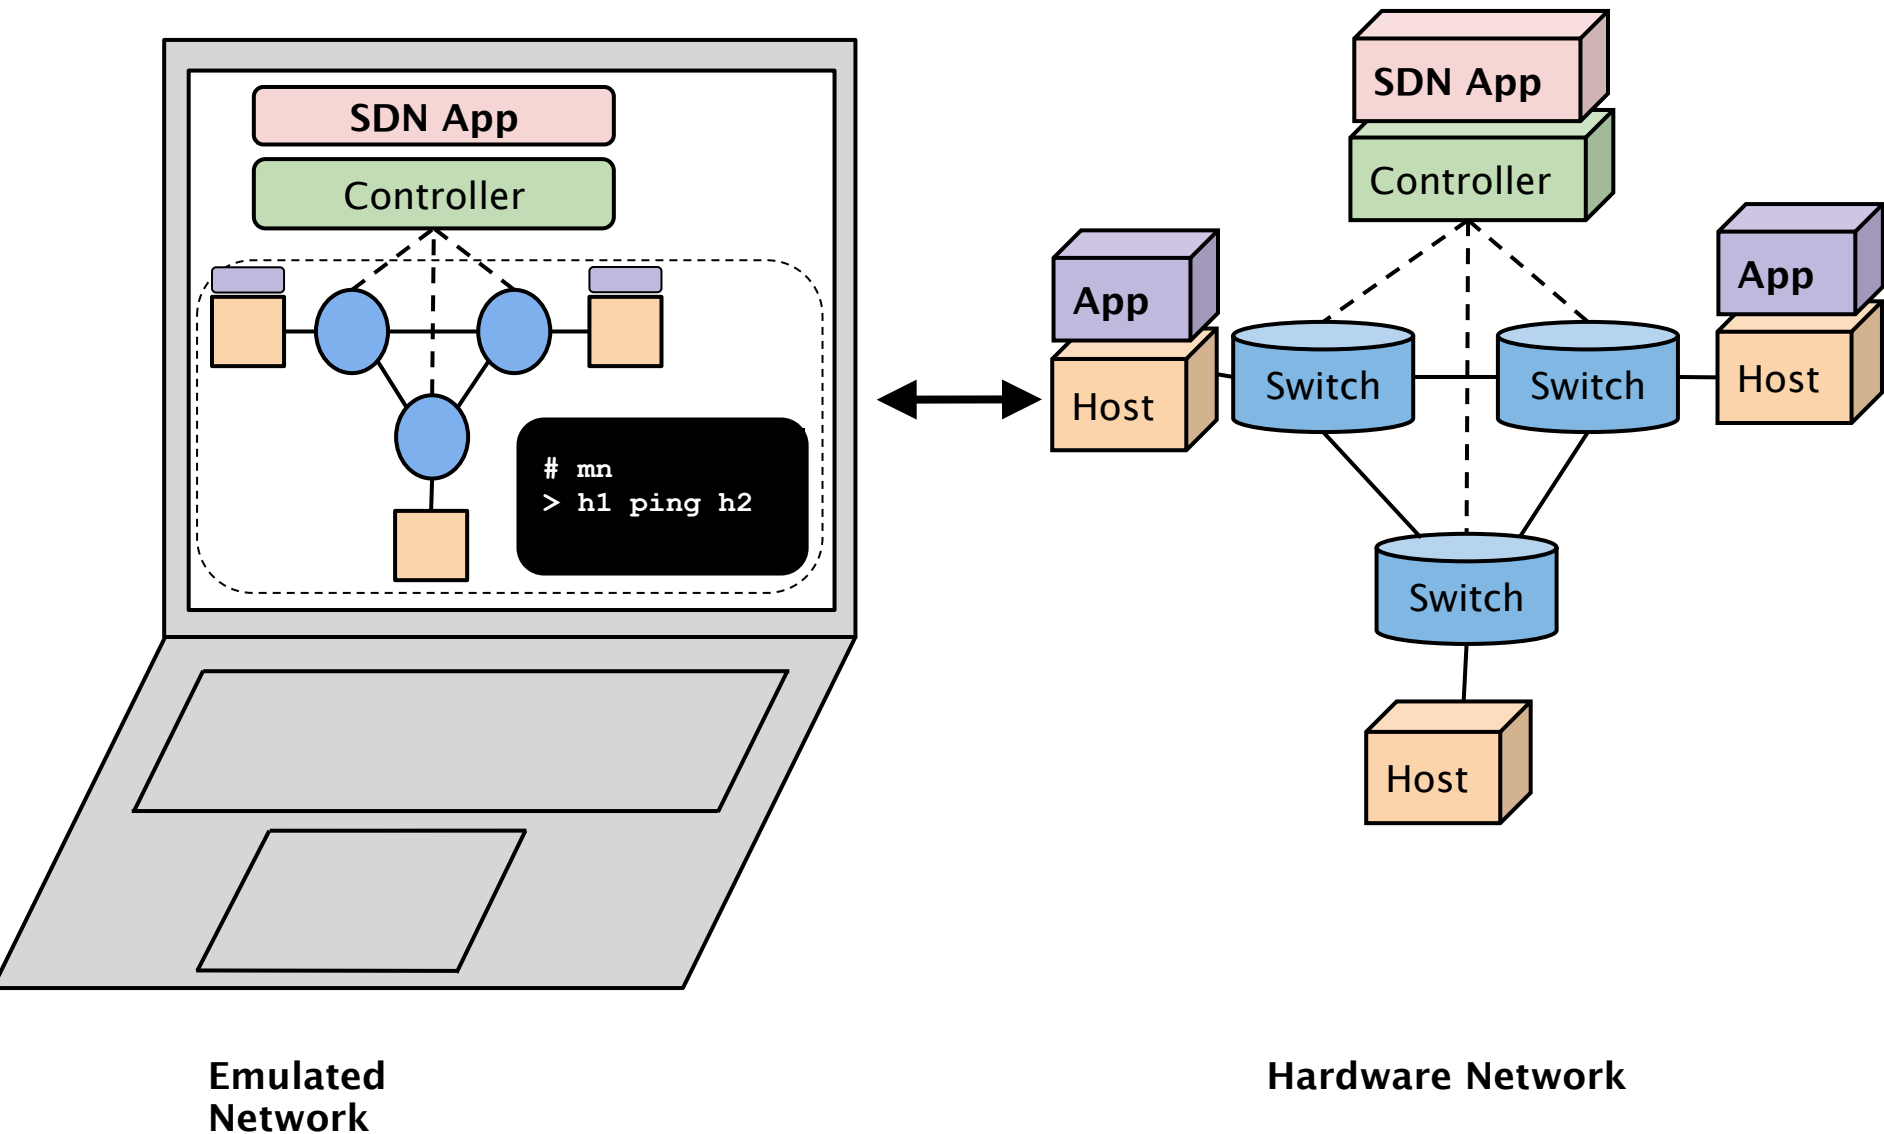 SDN App
Controller
# mn
> h1 ping h2
SDN App
Controller
App
App
Host
Switch
Switch
Host
Switch
Host
Emulated
Network
Hardware Network